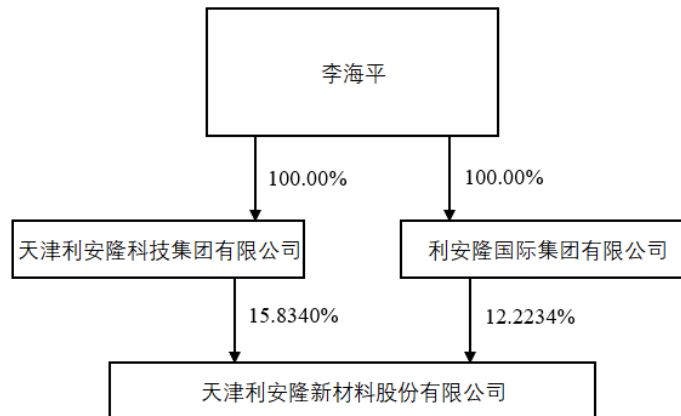 李海平
100.00%
100.00%
天津利安隆科技集团有限公司
利安隆国际集团有限公司
15.8340%
12.2234%
天津利安隆新材料股份有限公司